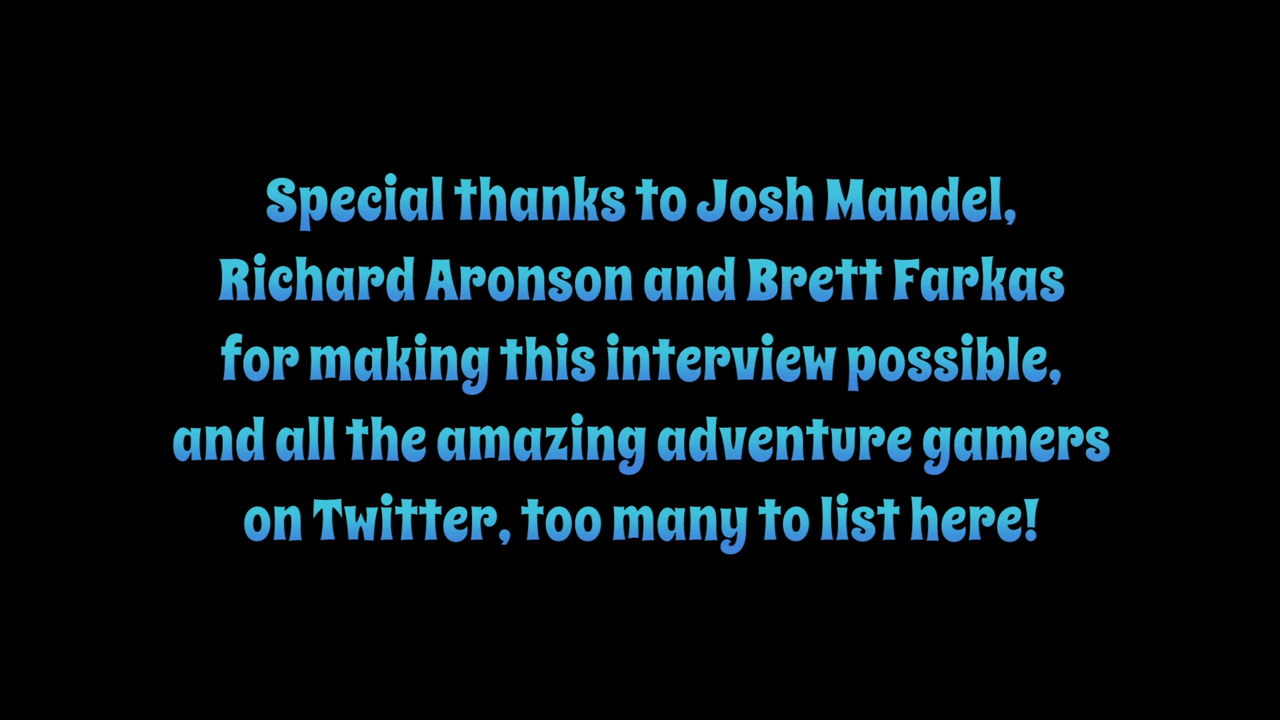 Special thanks to Josh Mandel,
Richard Aronson and Brett Farkas
for making this interview possible,
and all the amazing adventure gamers
on Twitter, too many to list here!